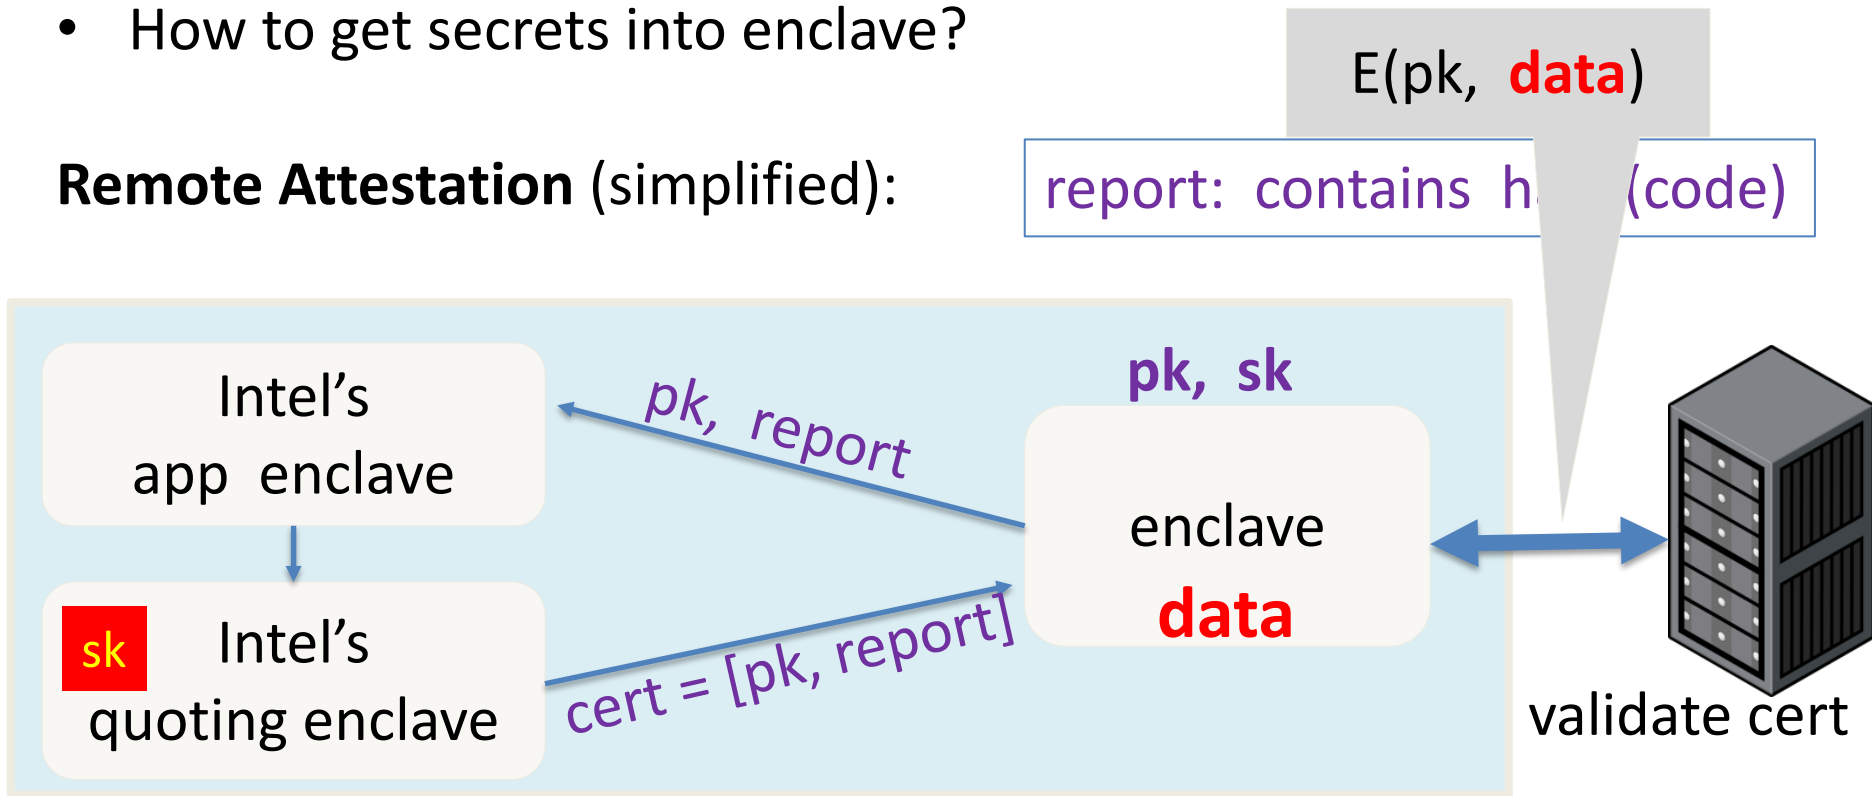 • How to get secrets into enclave?
E(pk, data)
Remote Attestation (simplified):
report: contains (code)
Intel's
app enclave
pk, report
pk, sk
enclave
data
sk
Intel's
quoting enclave
cert = [pk, report]
validate cert